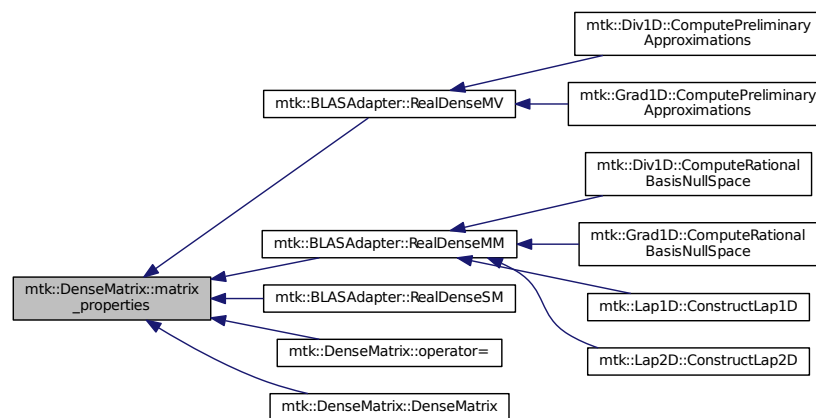 mtk::Div1D::ComputePreliminary
Approximations
mtk::BLASAdapter::RealDenseMV
mtk::Grad1D::ComputePreliminary
Approximations
mtk::Div1D::ComputeRational
BasisNullSpace
mtk::BLASAdapter::RealDenseMM
mtk::Grad1D::ComputeRational
BasisNullSpace
mtk::DenseMatrix::matrix
_properties
mtk::BLASAdapter::RealDenseSM
mtk::Lap1D::ConstructLap1D
mtk::DenseMatrix::operator=
mtk::Lap2D::ConstructLap2D
mtk::DenseMatrix::DenseMatrix